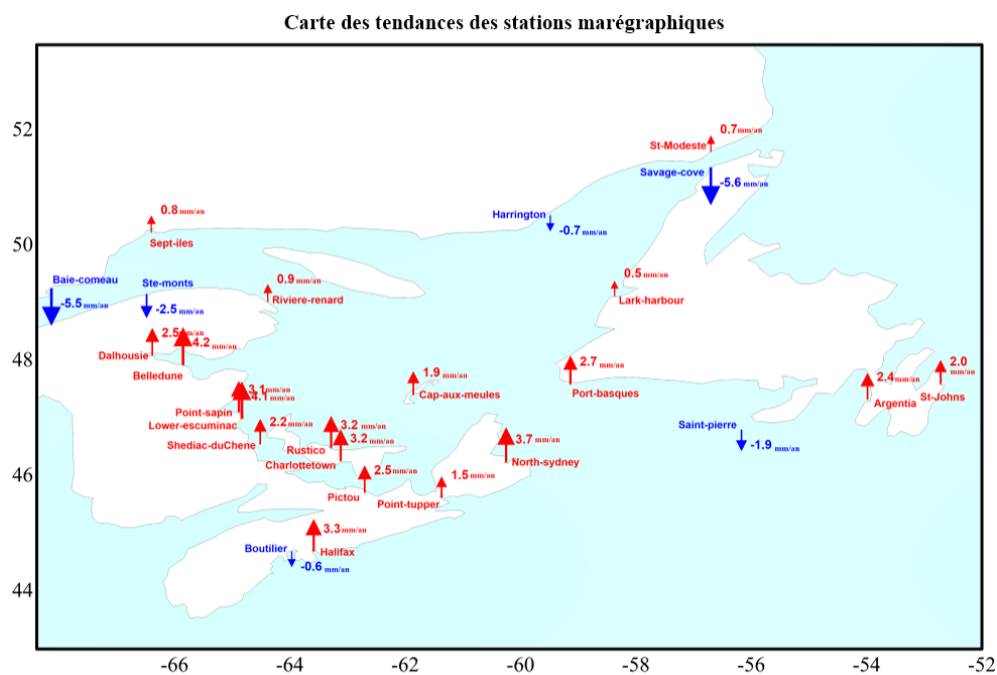 Carte des tendances des stations marégraphiques
52
0.7 mm/an
St-Modeste
Savage-cove
-5.6 mm/an
0.8 mm/an
Harrington
50
Sept-iles
-0.7 mm/an
Baie-comeau
Ste-monts
0.9 mm/an
0.5 mm/an
-5.5 mm/an
-2.5 mm/an
Riviere-renard
Lark-harbour
2.5 mm/an
4.2 mm/an
48
Dalhousie
Belledune
1.9 mm/an
2.7 mm/an
2.4 mm/an
2.0
mm/an
3.1 mm/an
4.1 mm/an
Cap-aux-meules
Port-basques
Argentia
St-Johns
Point-sapin
Lower-escuminac
2.2 mm/an
3.2 mm/an
Saint-pierre
Shediac-duChene
3.2 mm/an
3.7 mm/an
-1.9 mm/an
Rustico
Charlottetown
North-sydney
46
2.5 mm/an
1.5 mm/an
Pictou
Point-tupper
3.3 mm/an
Boutilier
Halifax
-0.6 mm/an
44
-66
-64
-62
-60
-58
-56
-54
-52